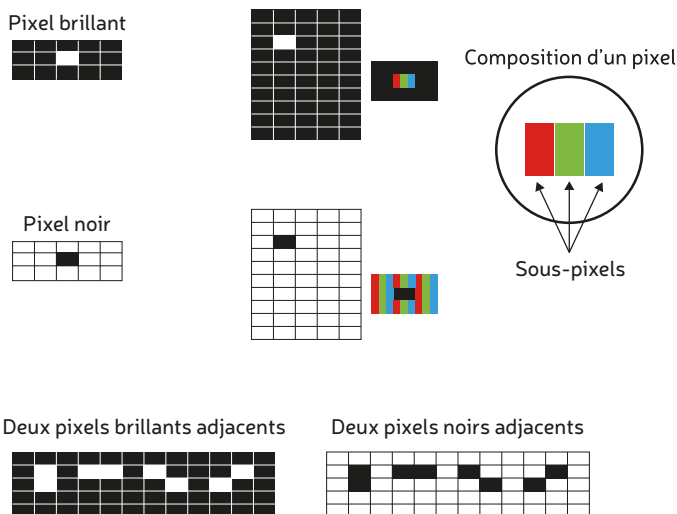 Pixel brillant
Composition d'un pixel
Sous-pixels
Pixel noir
Deux pixels brillants adjacents
Deux pixels noirs adjacents